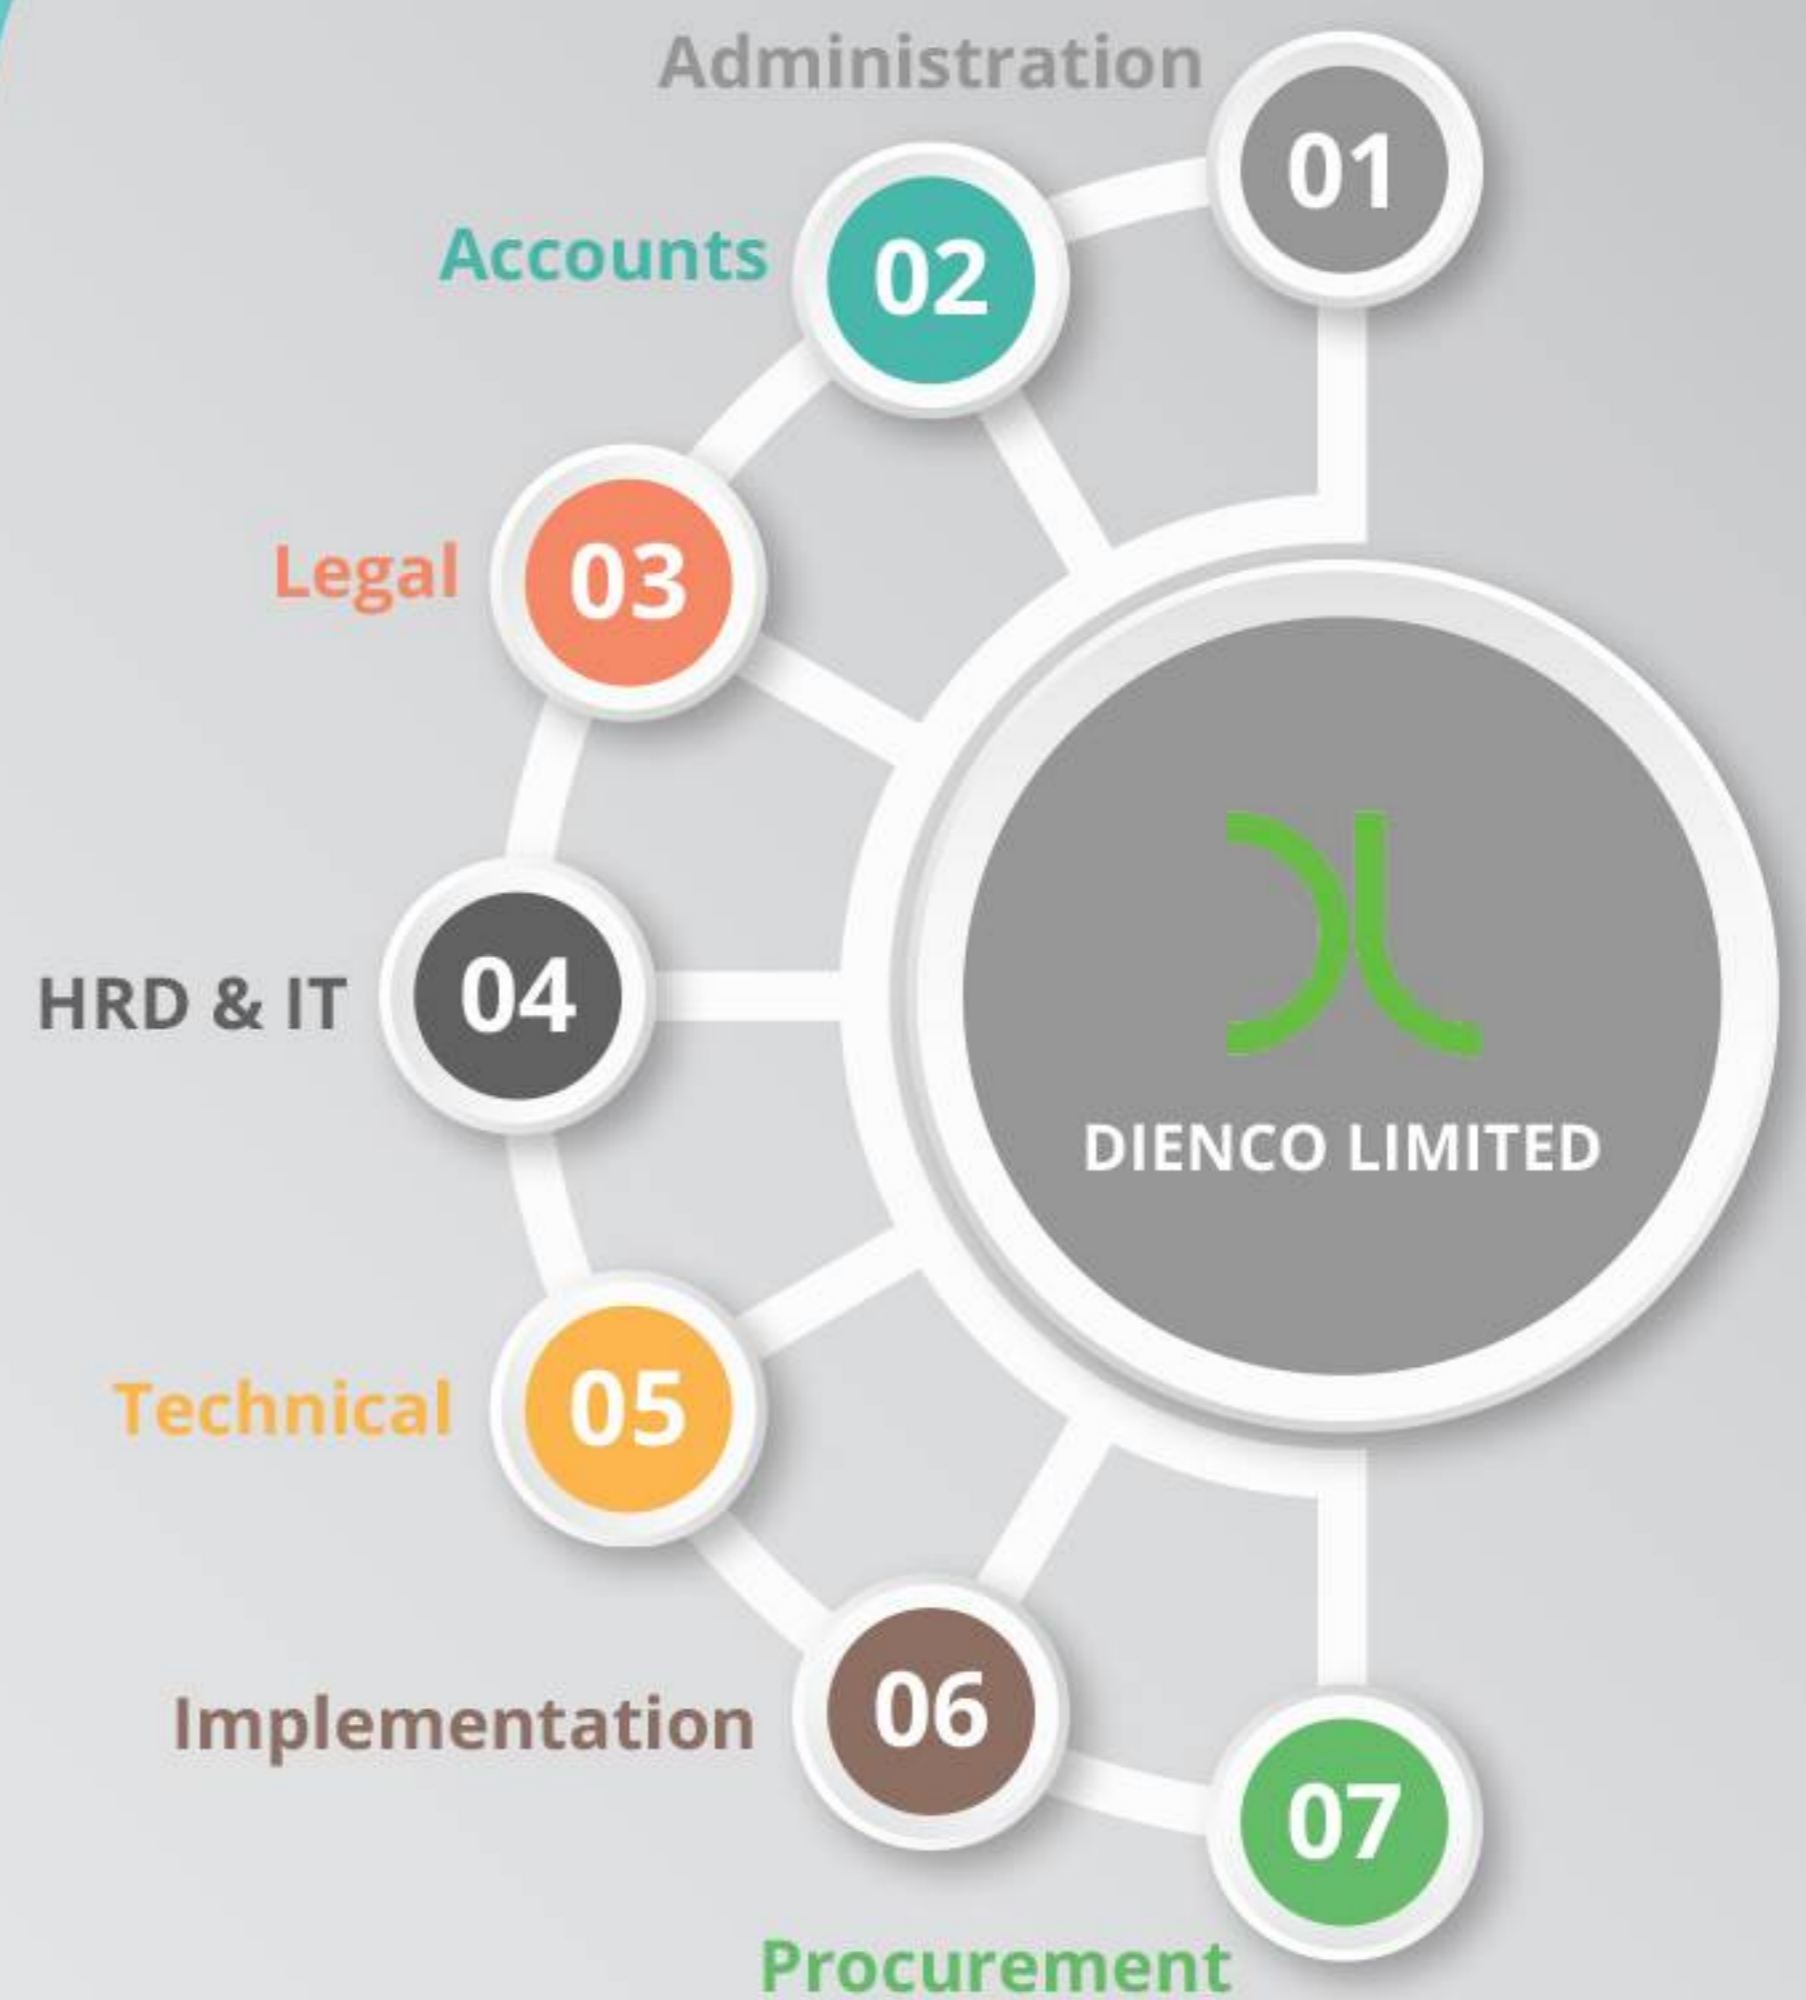 Administration
01
Accounts
02
Legal
03
HRD & IT
04
DIENCO LIMITED
Technical
05
Implementation
06
07
Procurement